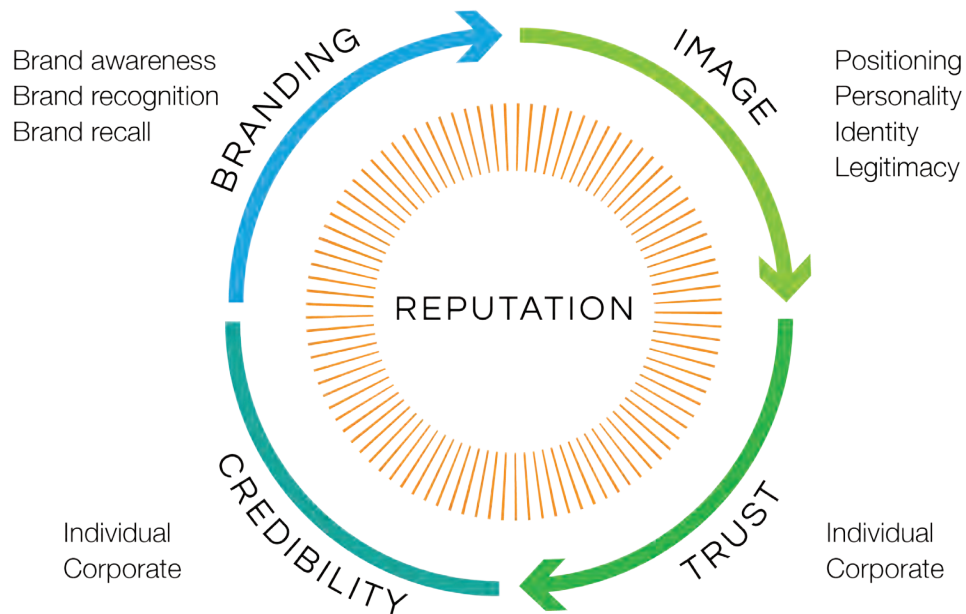 BRANDING
Brand awareness
Brand recognition
Brand recall
IMAGE
Positioning
Personality
Identity
Legitimacy
REPUTATION
CREDIBILITY
Individual
Corporate
TRUST
Individual
Corporate